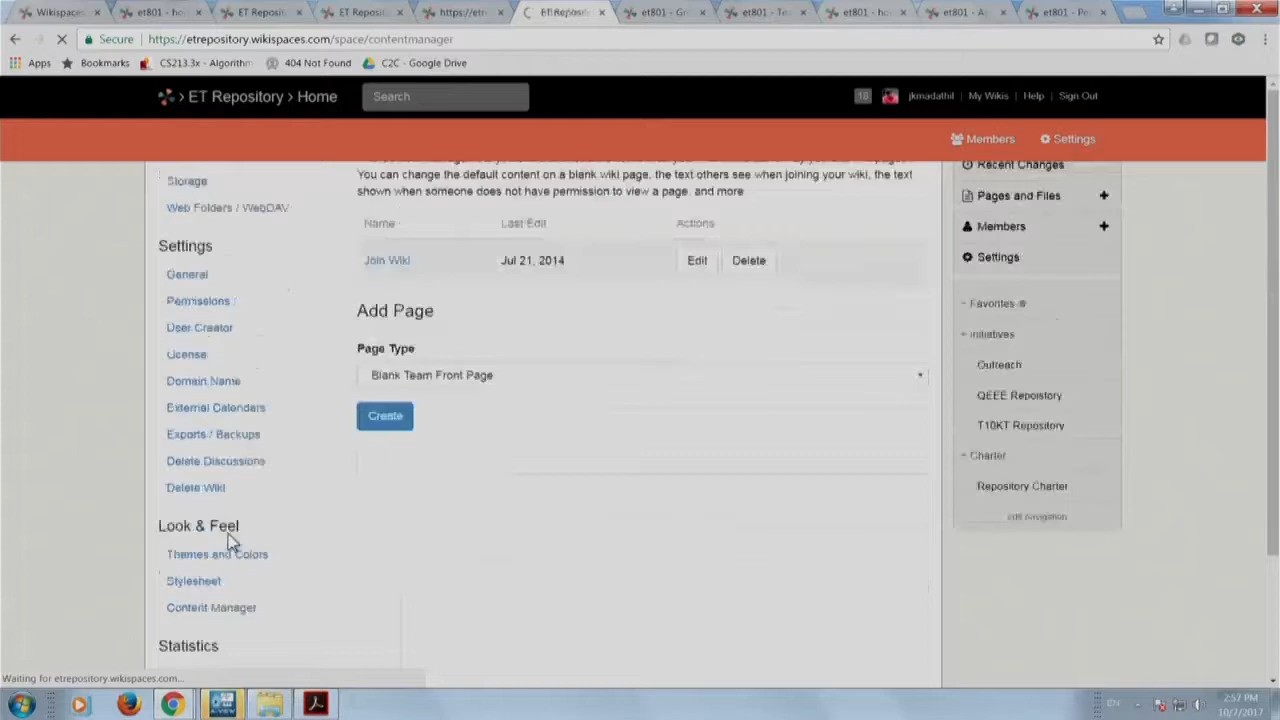 Wikispaces
et801 - ho
ET Reposit
ET Reposit
https://etre
ET Reposit
et801 - Gr
et801 - Te
et801 - ho
et801 - A
et801 - Pe
Secure https://etrepository.wikispaces.com/space/contentmanager
Apps Bookmarks CS213.3x - Algorithm 404 Not Found C2C - Google Drive
ET Repository › Home Search 18 jkmadathil My Wikis Help Sign Out
Members Settings
You can change the default content on a blank wiki page, the text others see when joining your wiki, the text
shown when someone does not have permission to view a page, and more
Name Last Edit Actions
Join Wiki Jul 21, 2014 Edit Delete
Add Page
Page Type
Blank Team Front Page
Create
Storage
Web Folders / WebDAV
Settings
General
Permissions
User Creator
License
Domain Name
External Calendars
Exports / Backups
Delete Discussions
Delete Wiki
Look & Feel
Themes and Colors
Stylesheet
Content Manager
Statistics
Recent Changes
Pages and Files
Members
Settings
Favorites
Initiatives
Outreach
QEEE Repoistory
T10KT Repository
Charter
Repository Charter
edit navigation
Waiting for etrepository.wikispaces.com...
EN
2:57 PM
10/7/2017